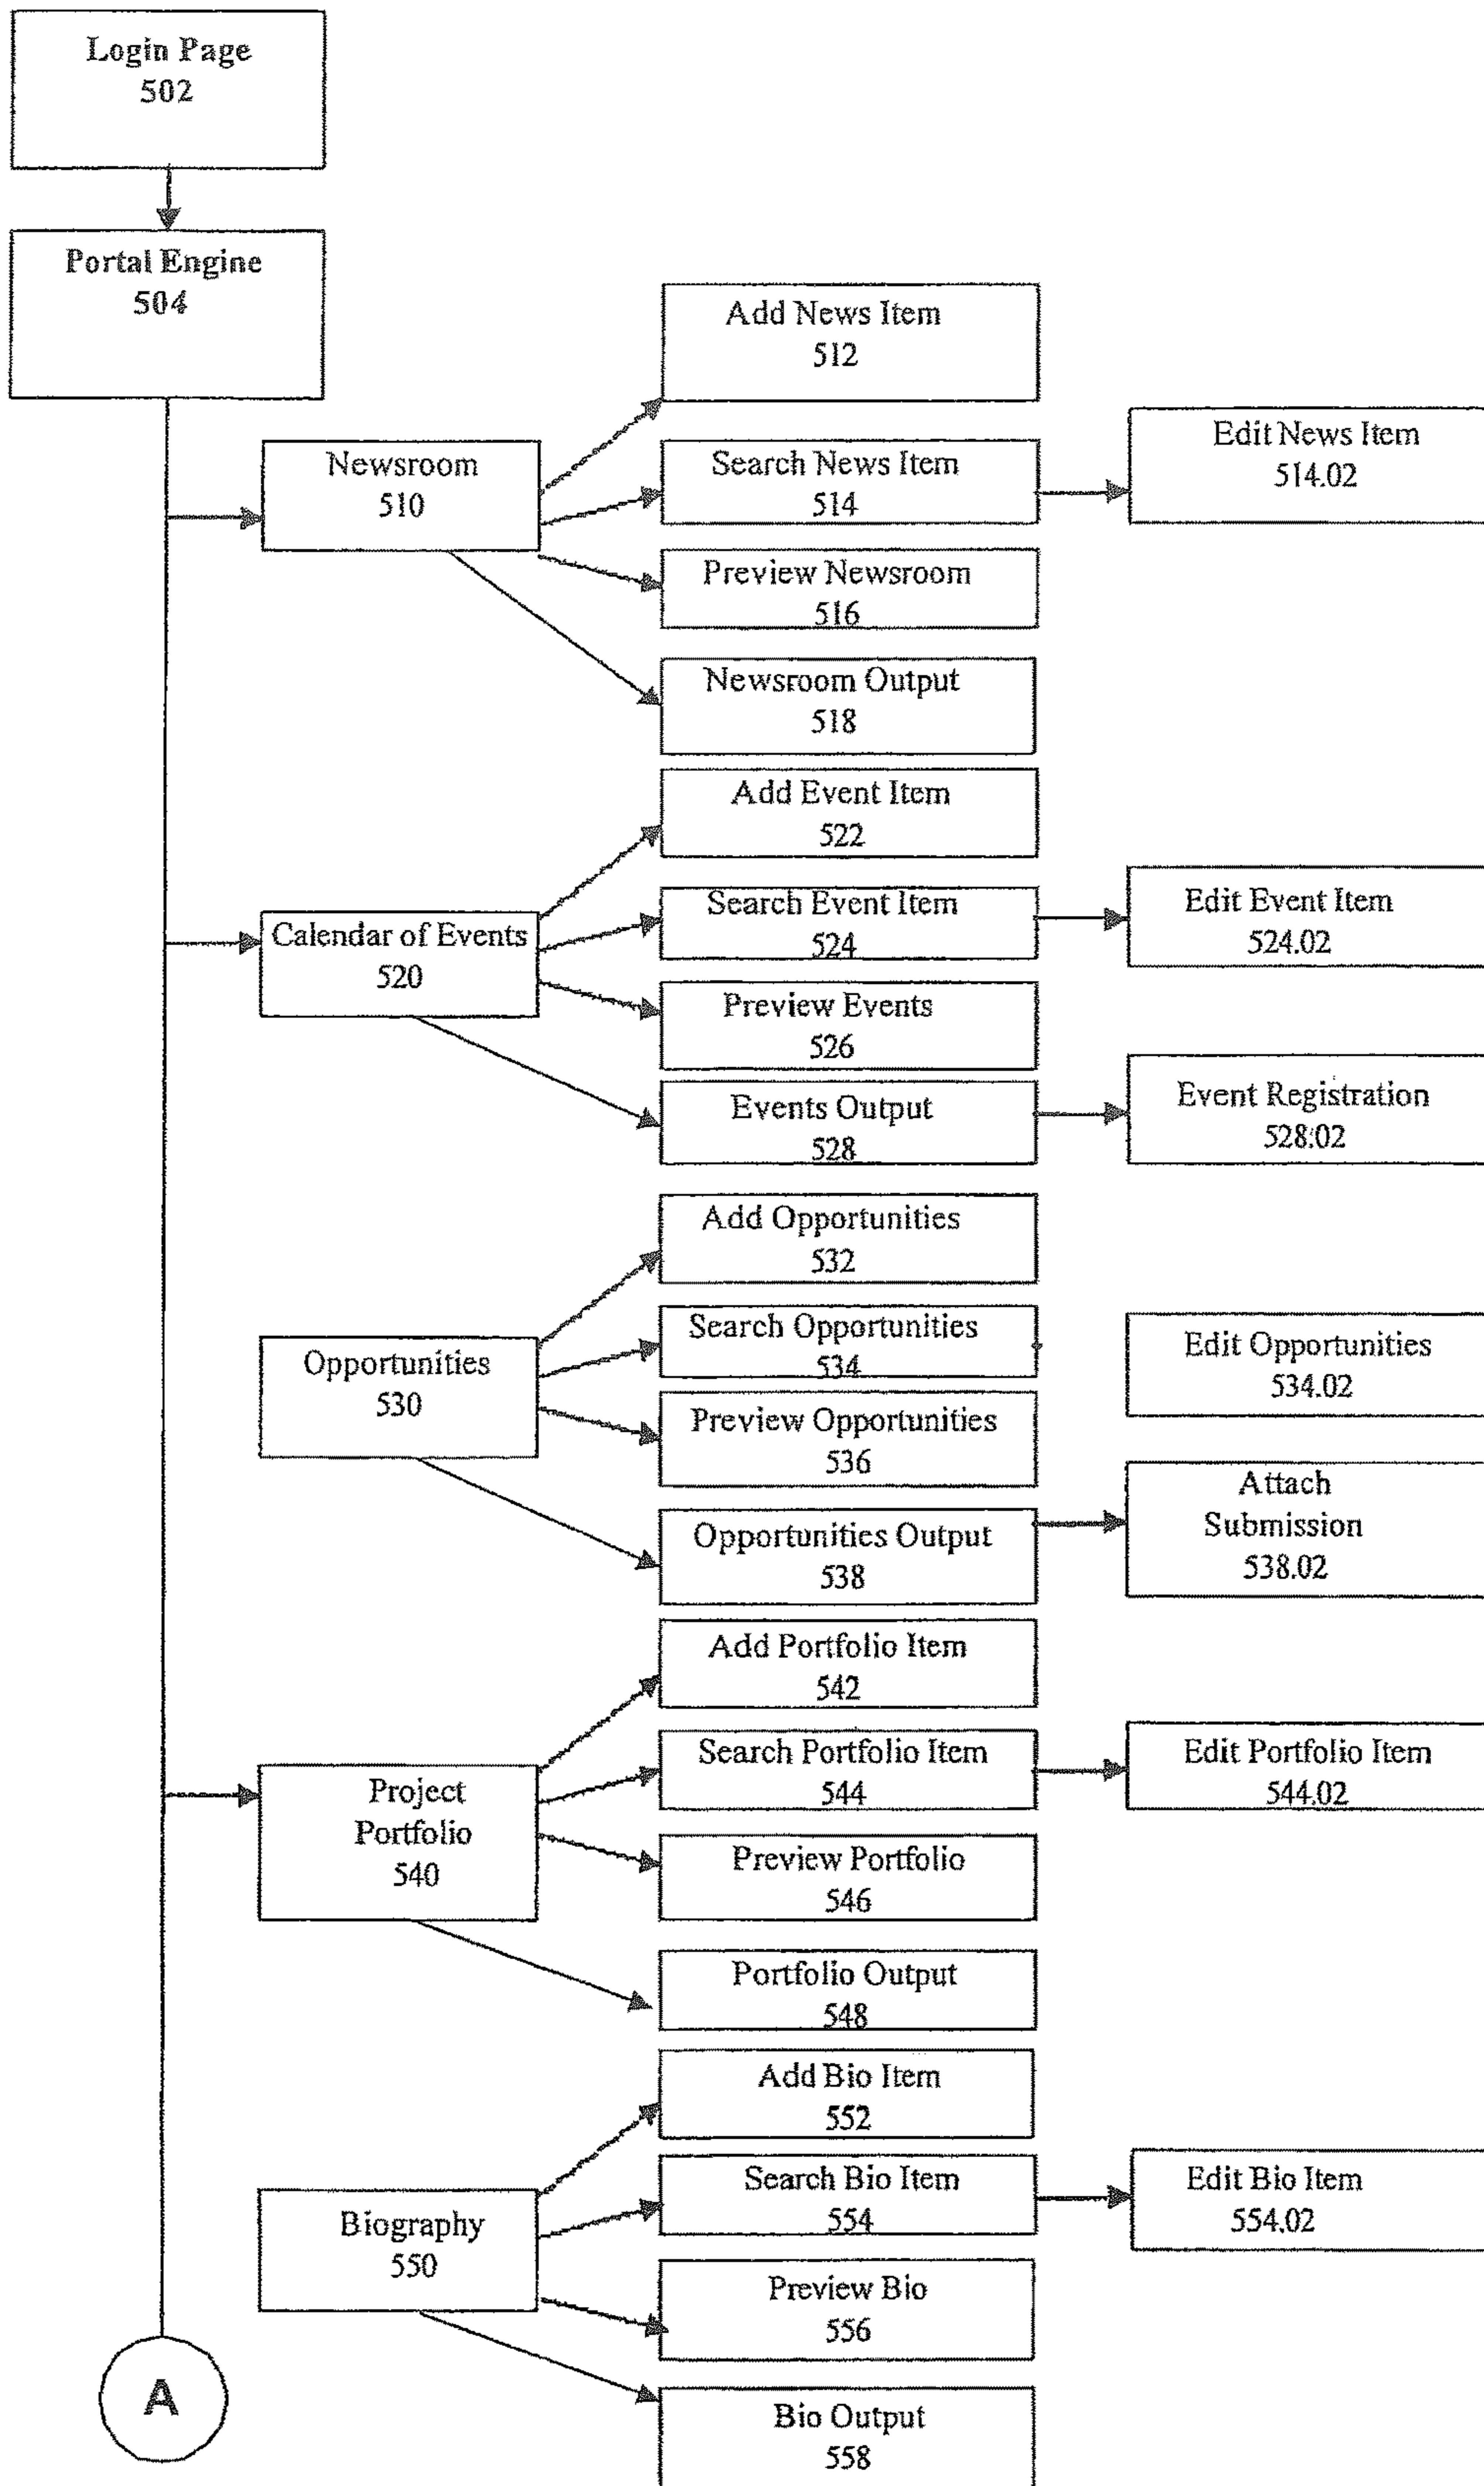 Login Page
502
Portal Engine
504
Add News Item
512
Newsroom
510
Search News Item
514
Edit News Item
514.02
Preview Newsroom
516
Newsroom Output
518
Add Event Item
522
Calendar of Events
520
Search Event Item
524
Edit Event Item
524.02
Preview Events
526
Events Output
528
Event Registration
528.02
Add Opportunities
532
Opportunities
530
Search Opportunities
534
Edit Opportunities
534.02
Preview Opportunities
536
Opportunities Output
538
Attach
Submission
538.02
Add Portfolio Item
542
Project
Portfolio
540
Search Portfolio Item
544
Edit Portfolio Item
544.02
Preview Portfolio
546
Portfolio Output
548
Add Bio Item
552
Biography
550
Search Bio Item
554
Edit Bio Item
554.02
Preview Bio
556
Bio Output
558
A